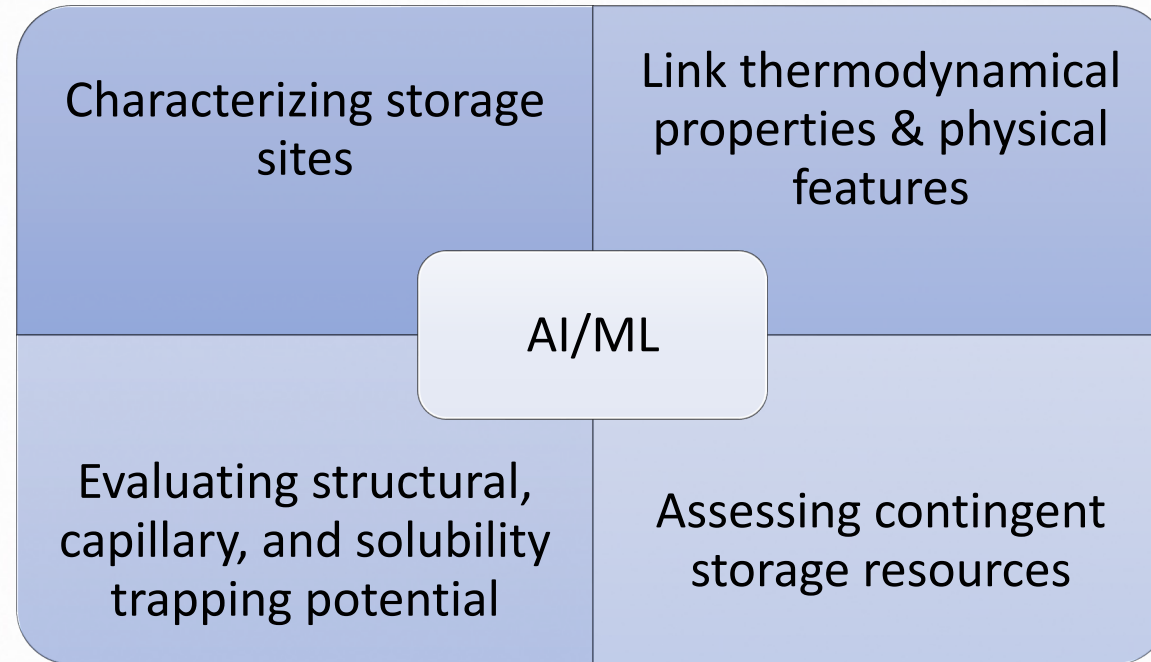 Characterizing storage
sites
Link thermodynamical
properties & physical
features
AI/ML
Evaluating structural,
capillary, and solubility
trapping potential
Assessing contingent
storage resources